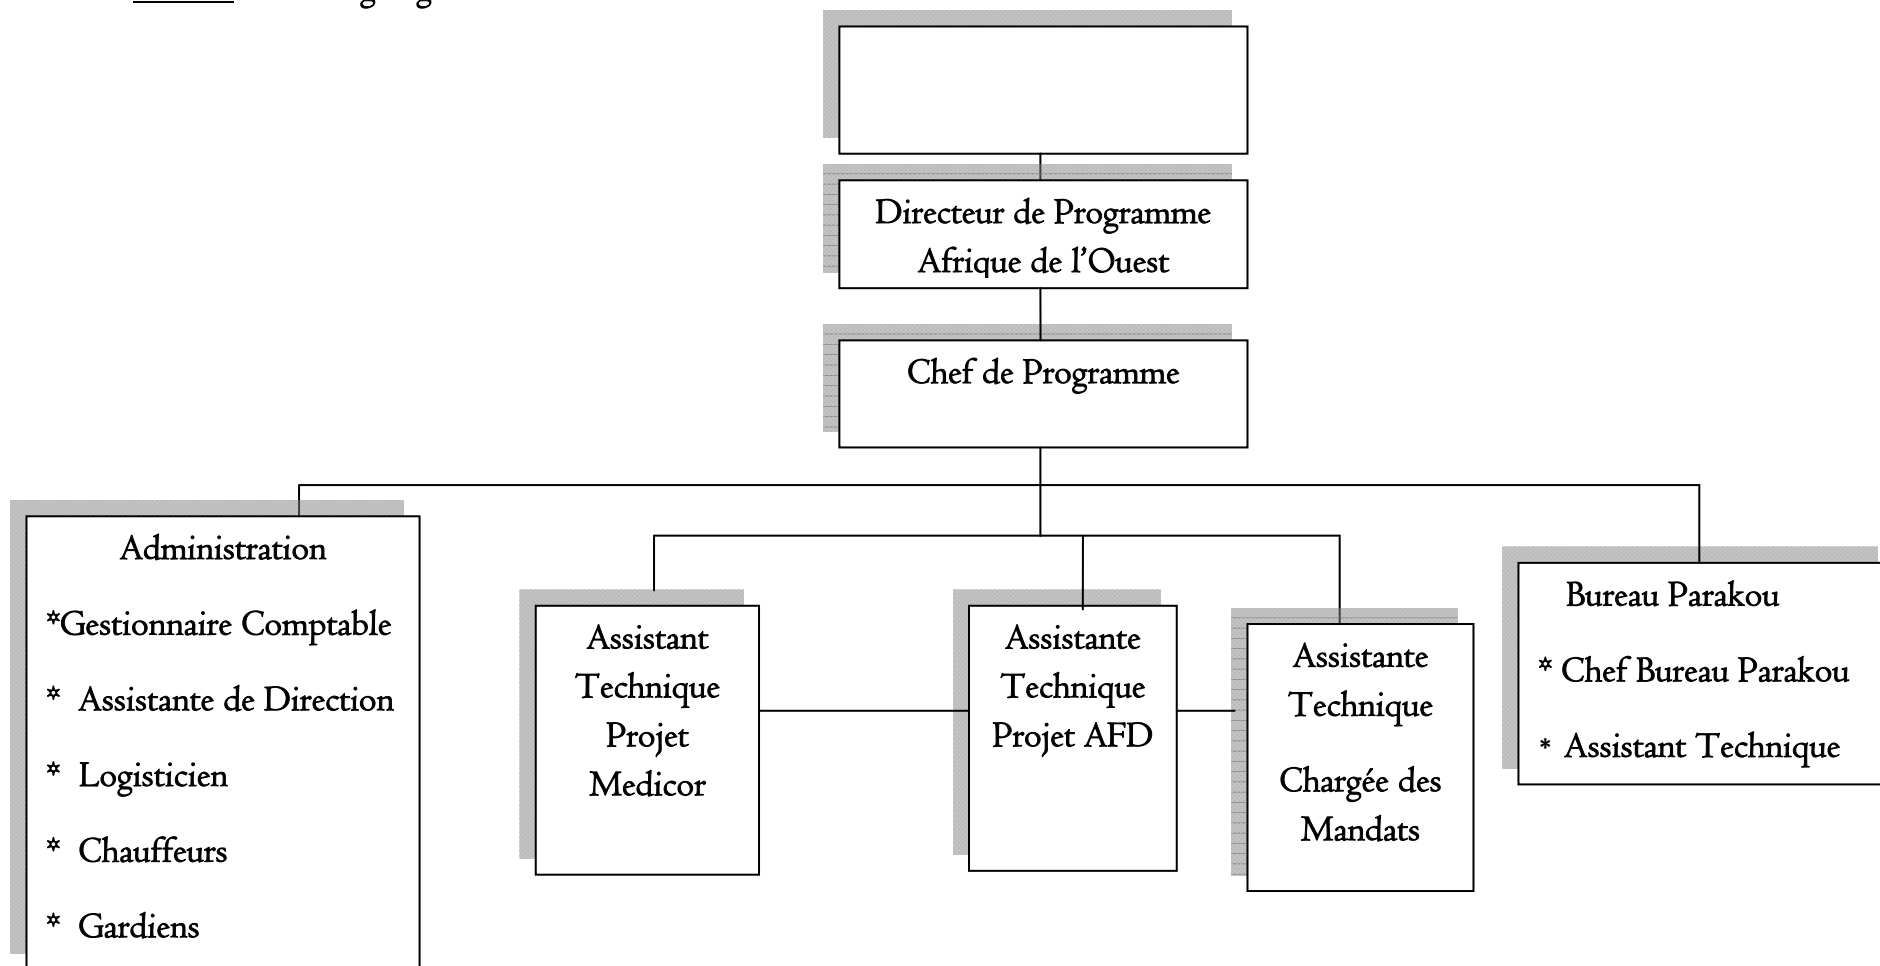 Directeur de Programme
Afrique de l'Ouest
Chef de Programme
Administration
*Gestionnaire Comptable
* Assistante de Direction
* Logisticien
* Chauffeurs
* Gardiens
Assistant
Technique
Projet
Medicor
Assistante
Technique
Projet AFD
Assistante
Technique
Chargée des
Mandats
Bureau Parakou
* Chef Bureau Parakou
* Assistant Technique